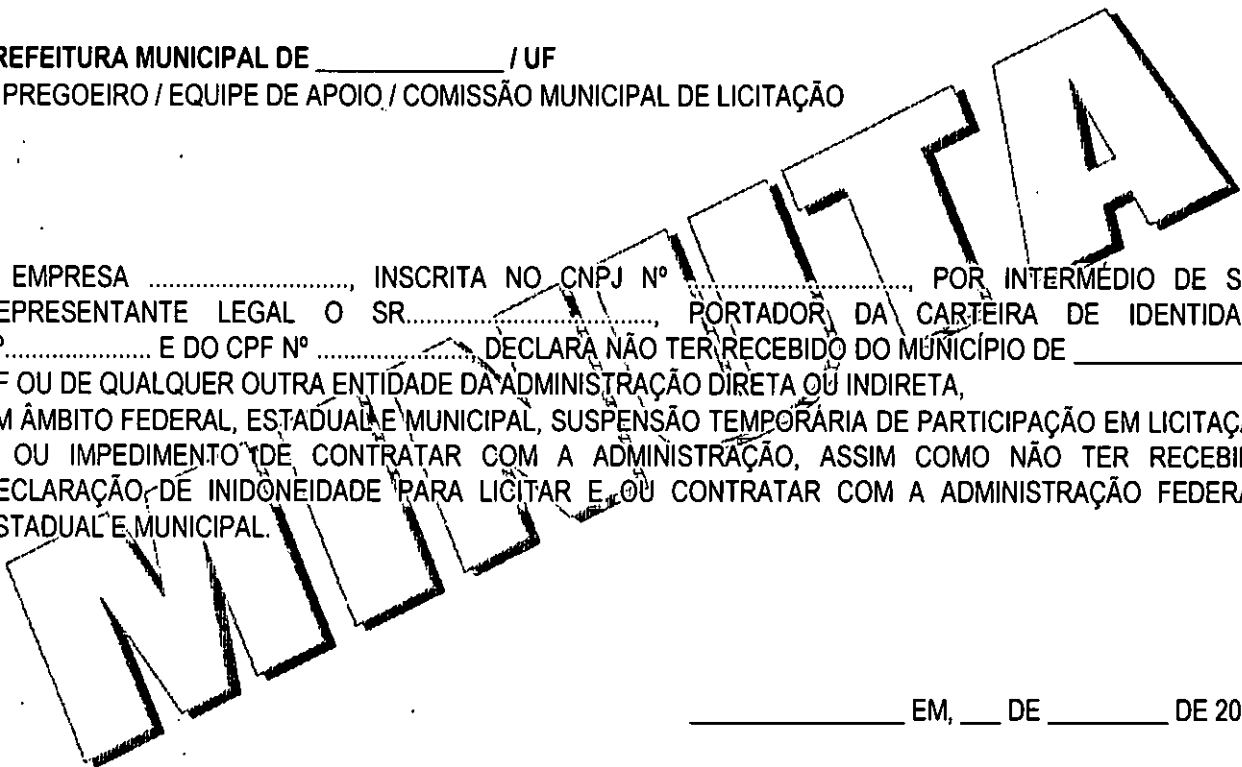 REFEITURA MUNICIPAL DE ____________ / UF
PREGOEIRO / EQUIPE DE APOIO / COMISSÃO MUNICIPAL DE LICITAÇÃO
EMPRESA ............................, INSCRITA NO CNPJ Nº ................................, POR INTERMÉDIO DE S
EPRESENTANTE LEGAL O SR..................................., PORTADOR DA CARTEIRA DE IDENTIDA
º..................... E DO CPF Nº ......................, DECLARA NÃO TER RECEBIDO DO MUNICÍPIO DE ____________
F OU DE QUALQUER OUTRA ENTIDADE DA ADMINISTRAÇÃO DIRETA OU INDIRETA,
M ÂMBITO FEDERAL, ESTADUAL E MUNICIPAL, SUSPENSÃO TEMPORÁRIA DE PARTICIPAÇÃO EM LICITAÇÃ
OU IMPEDIMENTO DE CONTRATAR COM A ADMINISTRAÇÃO, ASSIM COMO NÃO TER RECEBI
ECLARAÇÃO DE INIDONEIDADE PARA LICITAR E OU CONTRATAR COM A ADMINISTRAÇÃO FEDERA
STADUAL E MUNICIPAL.
MINUTA
______________ EM, ___ DE ________ DE 20